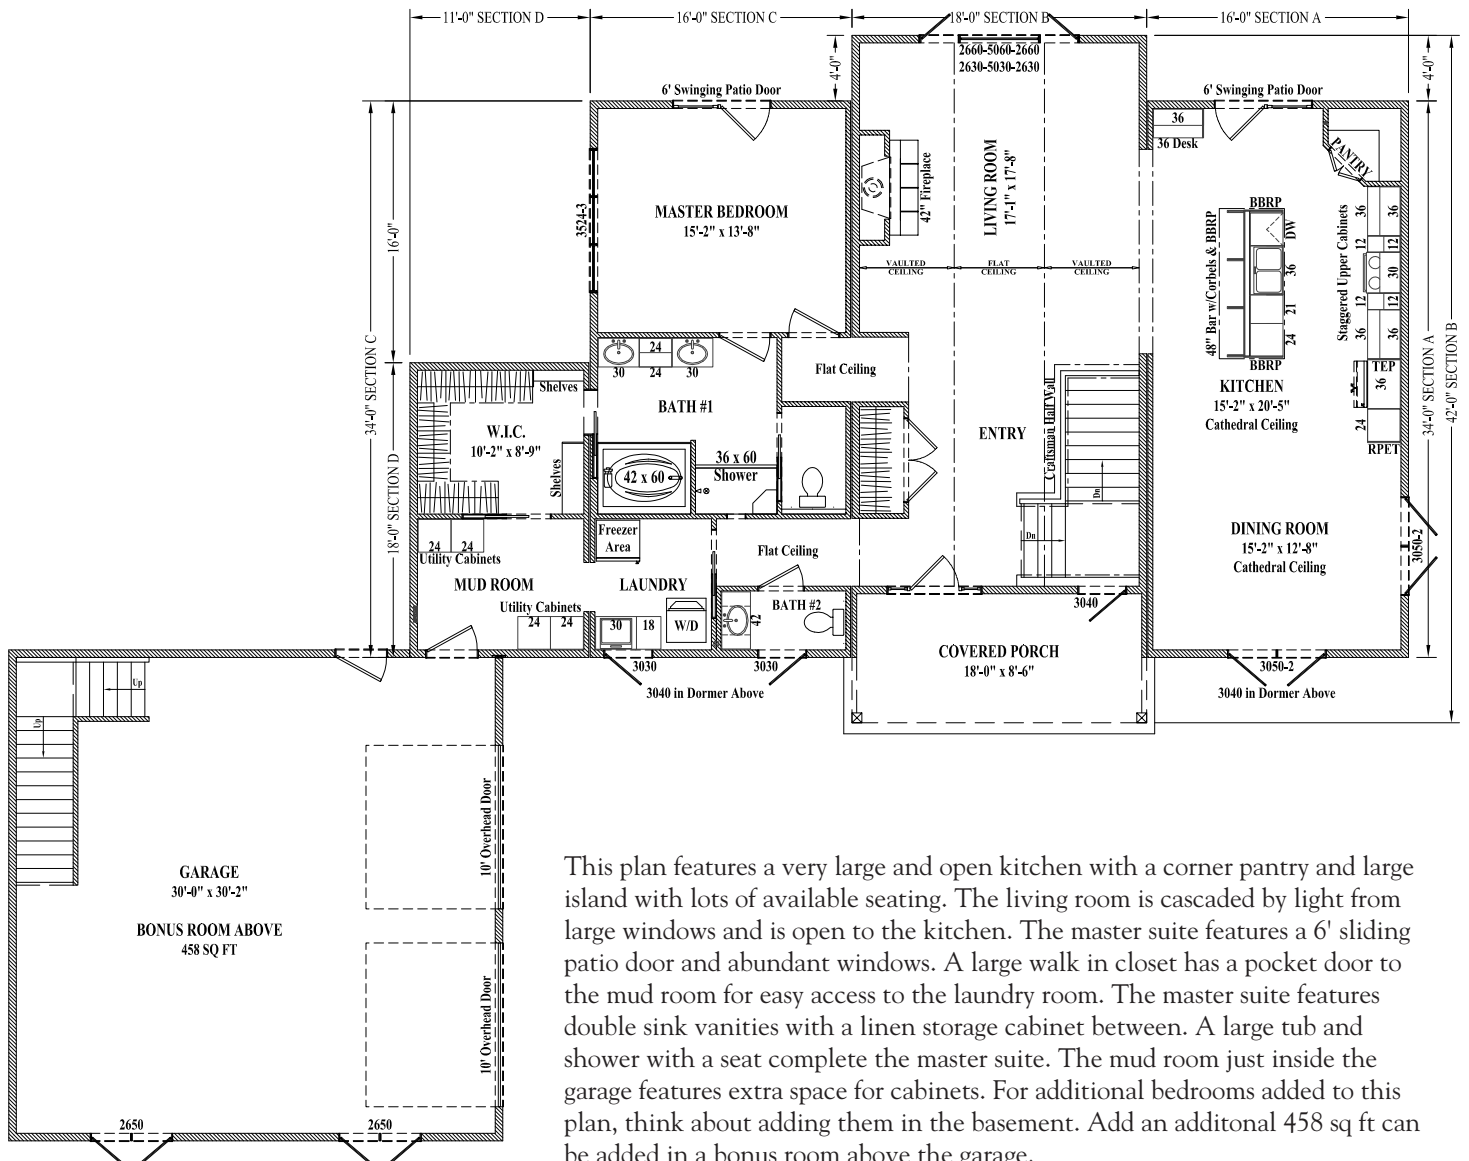 11'-0" SECTION D
16'-0" SECTION C
18'-0" SECTION B
16'-0" SECTION A
2660-5060-2660
2630-5030-2630
4'-0"
4'-0"
6' Swinging Patio Door
6' Swinging Patio Door
36
36 Desk
PANTRY
34'-0" SECTION C
16'-0"
3524-3
MASTER BEDROOM
15'-2" x 13'-8"
42" Fireplace
LIVING ROOM
17'-1" x 17'-8"
VAULTED
CEILING
FLAT
CEILING
VAULTED
CEILING
BBRP
48" Bar w/Corbels & BBRP
DW
36
21
24
BBRP
Staggered Upper Cabinets
36
12
12
36
36
12
30
12
36
TEP
36
24
RPET
KITCHEN
15'-2" x 20'-5"
Cathedral Ceiling
34'-0" SECTION A
42'-0" SECTION B
30
24
24
30
Flat Ceiling
Shelves
BATH #1
W.I.C.
10'-2" x 8'-9"
Shelves
18'-0" SECTION D
42 x 60
36 x 60
Shower
ENTRY
Craftsman Half Wall
Dn
Dn
DINING ROOM
15'-2" x 12'-8"
Cathedral Ceiling
3050-2
24
24
Utility Cabinets
MUD ROOM
Freezer
Area
LAUNDRY
Flat Ceiling
Utility Cabinets
24
24
30
18
W/D
BATH #2
42
3040
3030
3030
3040 in Dormer Above
COVERED PORCH
18'-0" x 8'-6"
3050-2
3040 in Dormer Above
Up
Up
10' Overhead Door
GARAGE
30'-0" x 30'-2"
BONUS ROOM ABOVE
458 SQ FT
10' Overhead Door
2650
2650
This plan features a very large and open kitchen with a corner pantry and large
island with lots of available seating. The living room is cascaded by light from
large windows and is open to the kitchen. The master suite features a 6' sliding
patio door and abundant windows. A large walk in closet has a pocket door to
the mud room for easy access to the laundry room. The master suite features
double sink vanities with a linen storage cabinet between. A large tub and
shower with a seat complete the master suite. The mud room just inside the
garage features extra space for cabinets. For additional bedrooms added to this
plan, think about adding them in the basement. Add an additonal 458 sq ft can
be added in a bonus room above the garage.